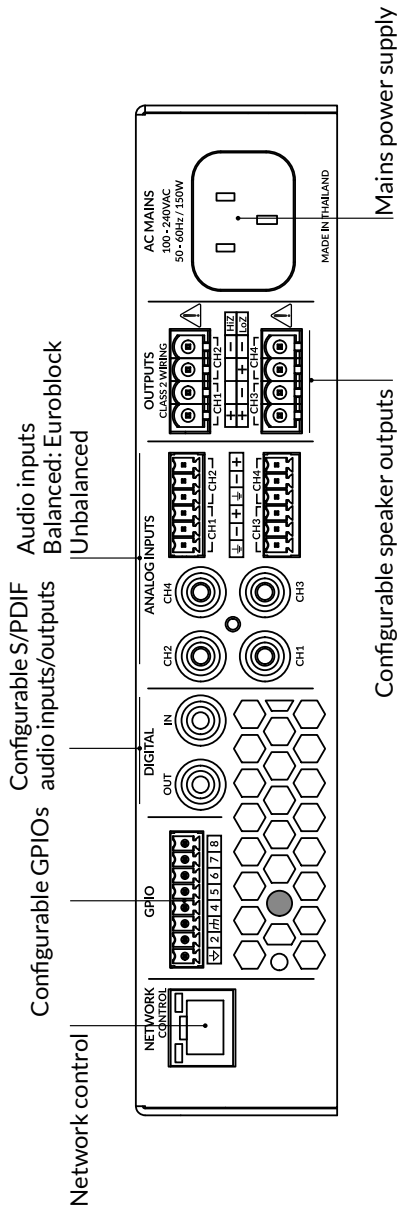 Network control
Configurable GPIOs
Configurable S/PDIF
audio inputs/outputs
Audio inputs
Balanced: Euroblock
Unbalanced
NETWORK
CONTROL
GPIO
2 4 5 6 7 8
DIGITAL
OUT
IN
ANALOG INPUTS
CH2
CH4
CH1
CH3
CH1
CH2
− + − +
CH3
CH4
OUTPUTS
CLASS 2 WIRING
CH1
CH2
+ − − HiZ
+ − + − LoZ
CH3
CH4
AC MAINS
100 - 240VAC
50 - 60Hz / 150W
MADE IN THAILAND
Configurable speaker outputs
Mains power supply